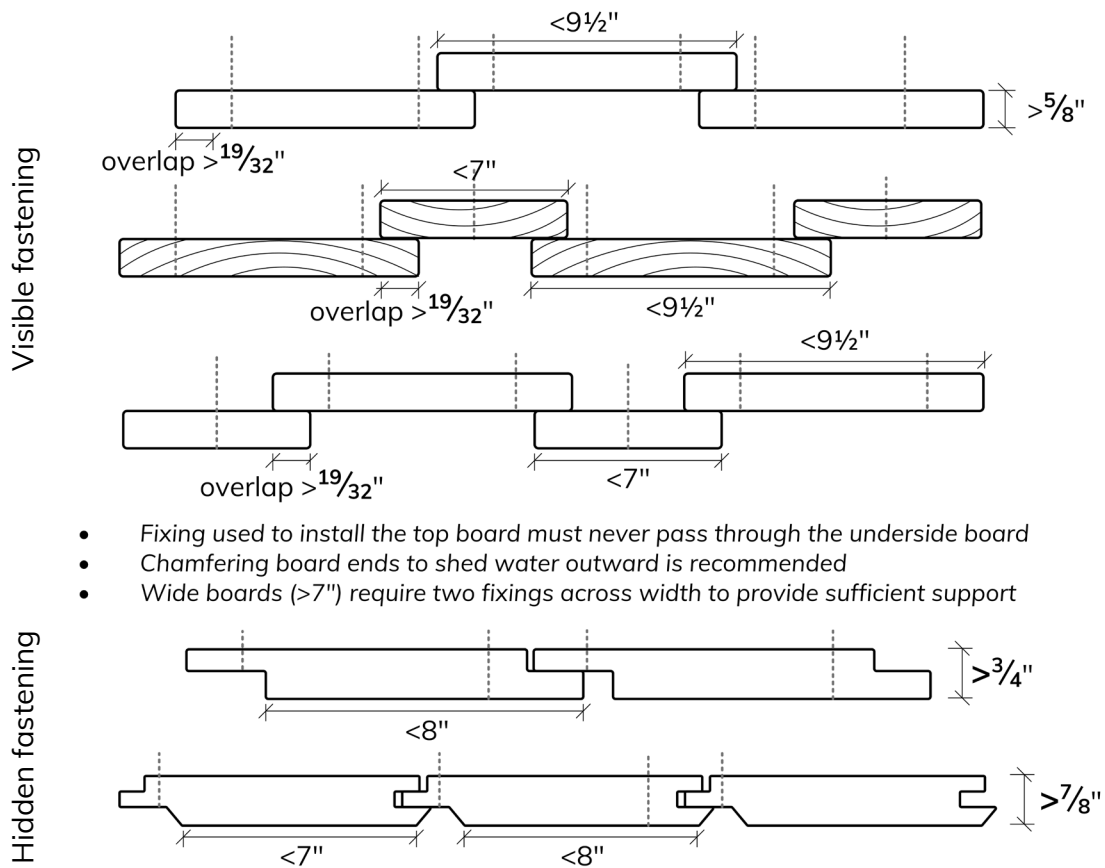 Visible fastening
<9½"
>⅝"
overlap >19⁄32"
<7"
overlap >19⁄32"
<9½"
<9½"
overlap >19⁄32"
<7"
• Fixing used to install the top board must never pass through the underside board
• Chamfering board ends to shed water outward is recommended
• Wide boards (>7") require two fixings across width to provide sufficient support
Hidden fastening
>¾"
<8"
>⅞"
<7"
<8"